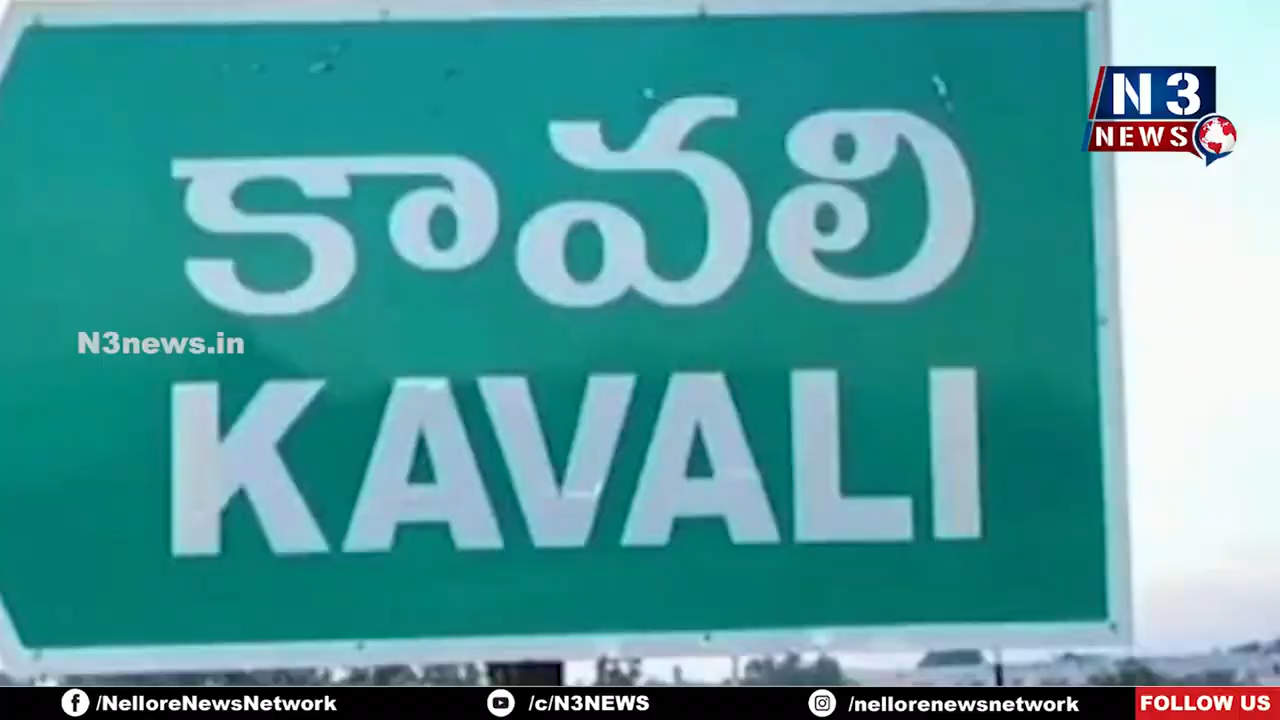 N3
NEWS
కావలి
N3news.in
KAVALI
/NelloreNewsNetwork
/c/N3NEWS
/nellorenewsnetwork
FOLLOW US